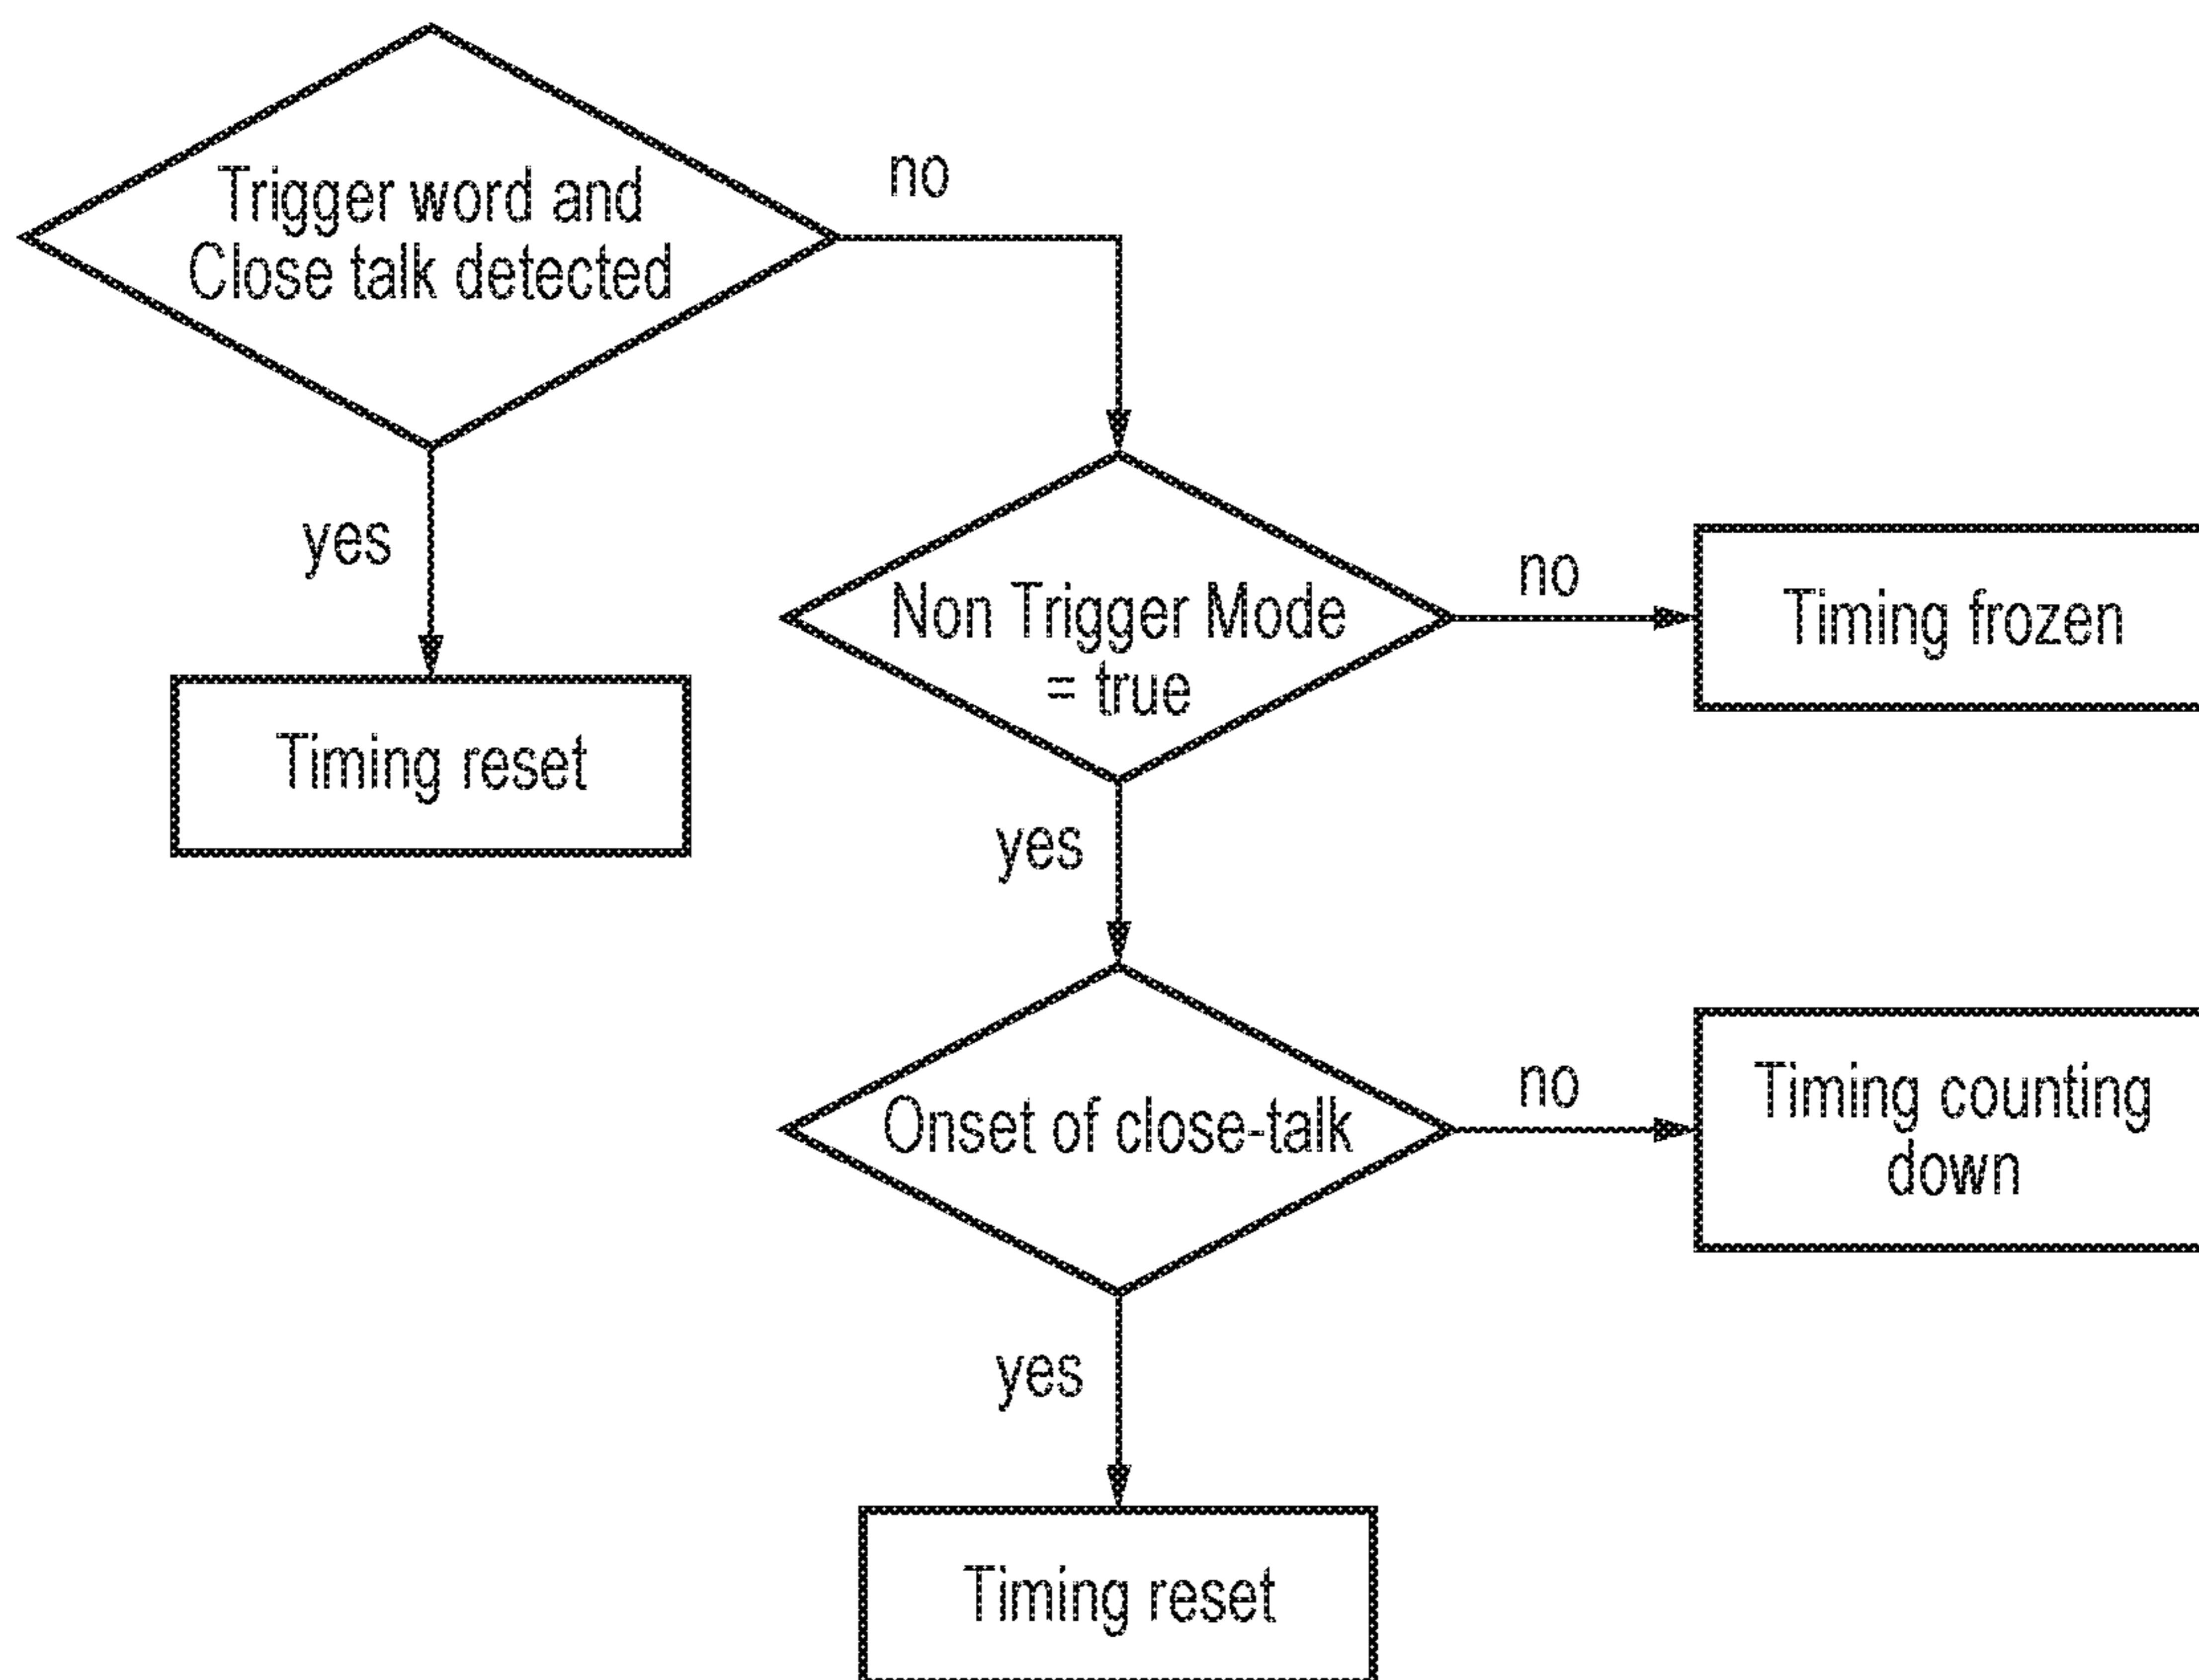 Trigger word and
Close talk detected
no
yes
Timing reset
Non Trigger Mode
= true
no
Timing frozen
yes
Onset of close-talk
no
Timing counting
down
yes
Timing reset